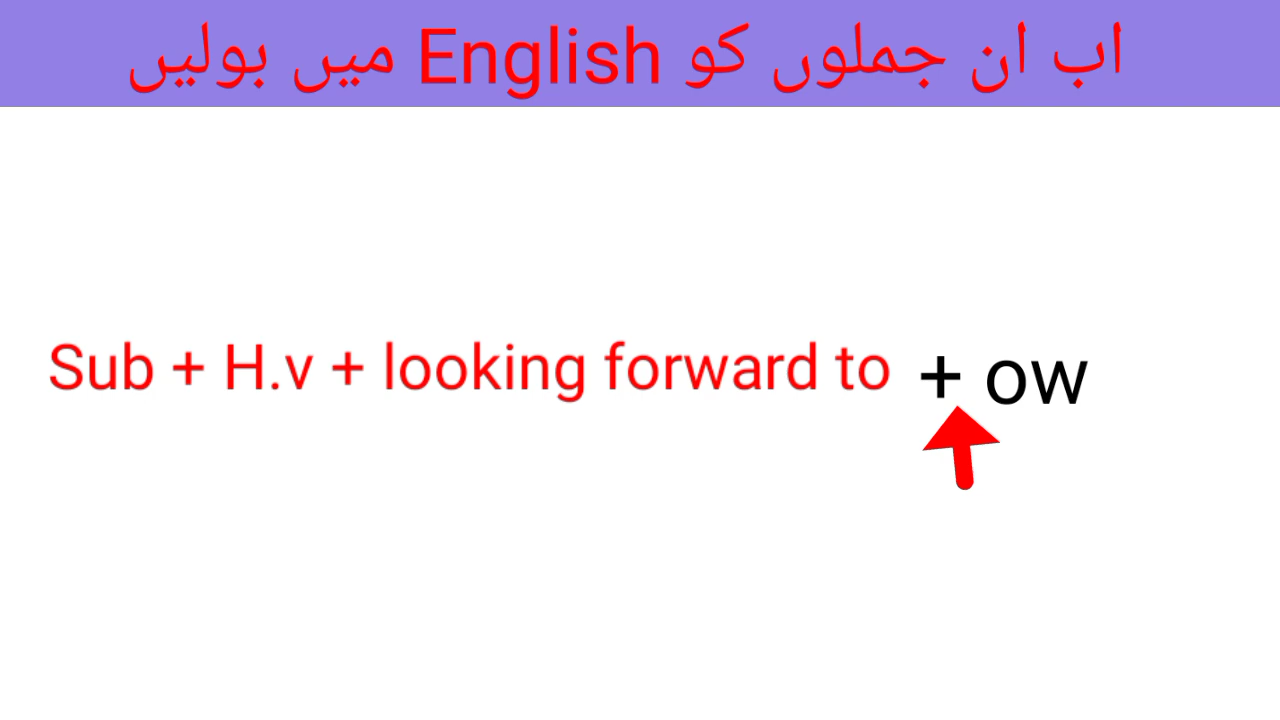 اب ان جملوں کو English میں بولیں
Sub + H.v + looking forward to + ow